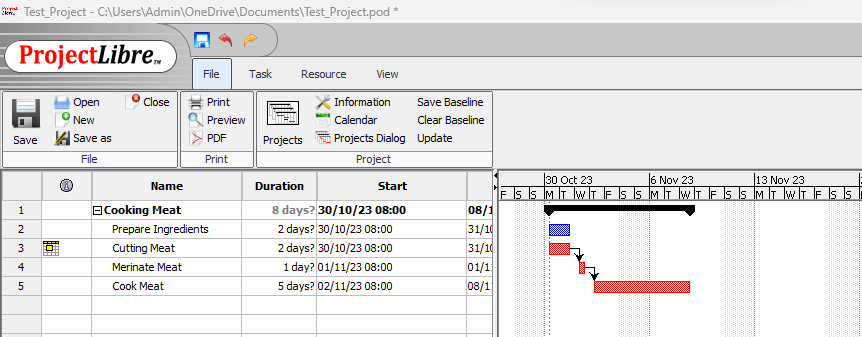 Test_Project - C:\Users\Admin\OneDrive\Documents\Test_Project.pod *
ProjectLibre™
File Task Resource View
Save Open New Save as Close
File
Print Preview PDF
Print
Projects Information Calendar Projects Dialog Save Baseline Clear Baseline Update
Project
30 Oct 23 6 Nov 23 13 Nov 23
F S S M T W T F S S M T W T F S S M T W T F S S
Name Duration Start
1 Cooking Meat 8 days? 30/10/23 08:00 08/1
2 Prepare Ingredients 2 days? 30/10/23 08:00 31/10
3 Cutting Meat 2 days? 30/10/23 08:00 31/10
4 Merinate Meat 1 day? 01/11/23 08:00 01/11
5 Cook Meat 5 days? 02/11/23 08:00 08/11